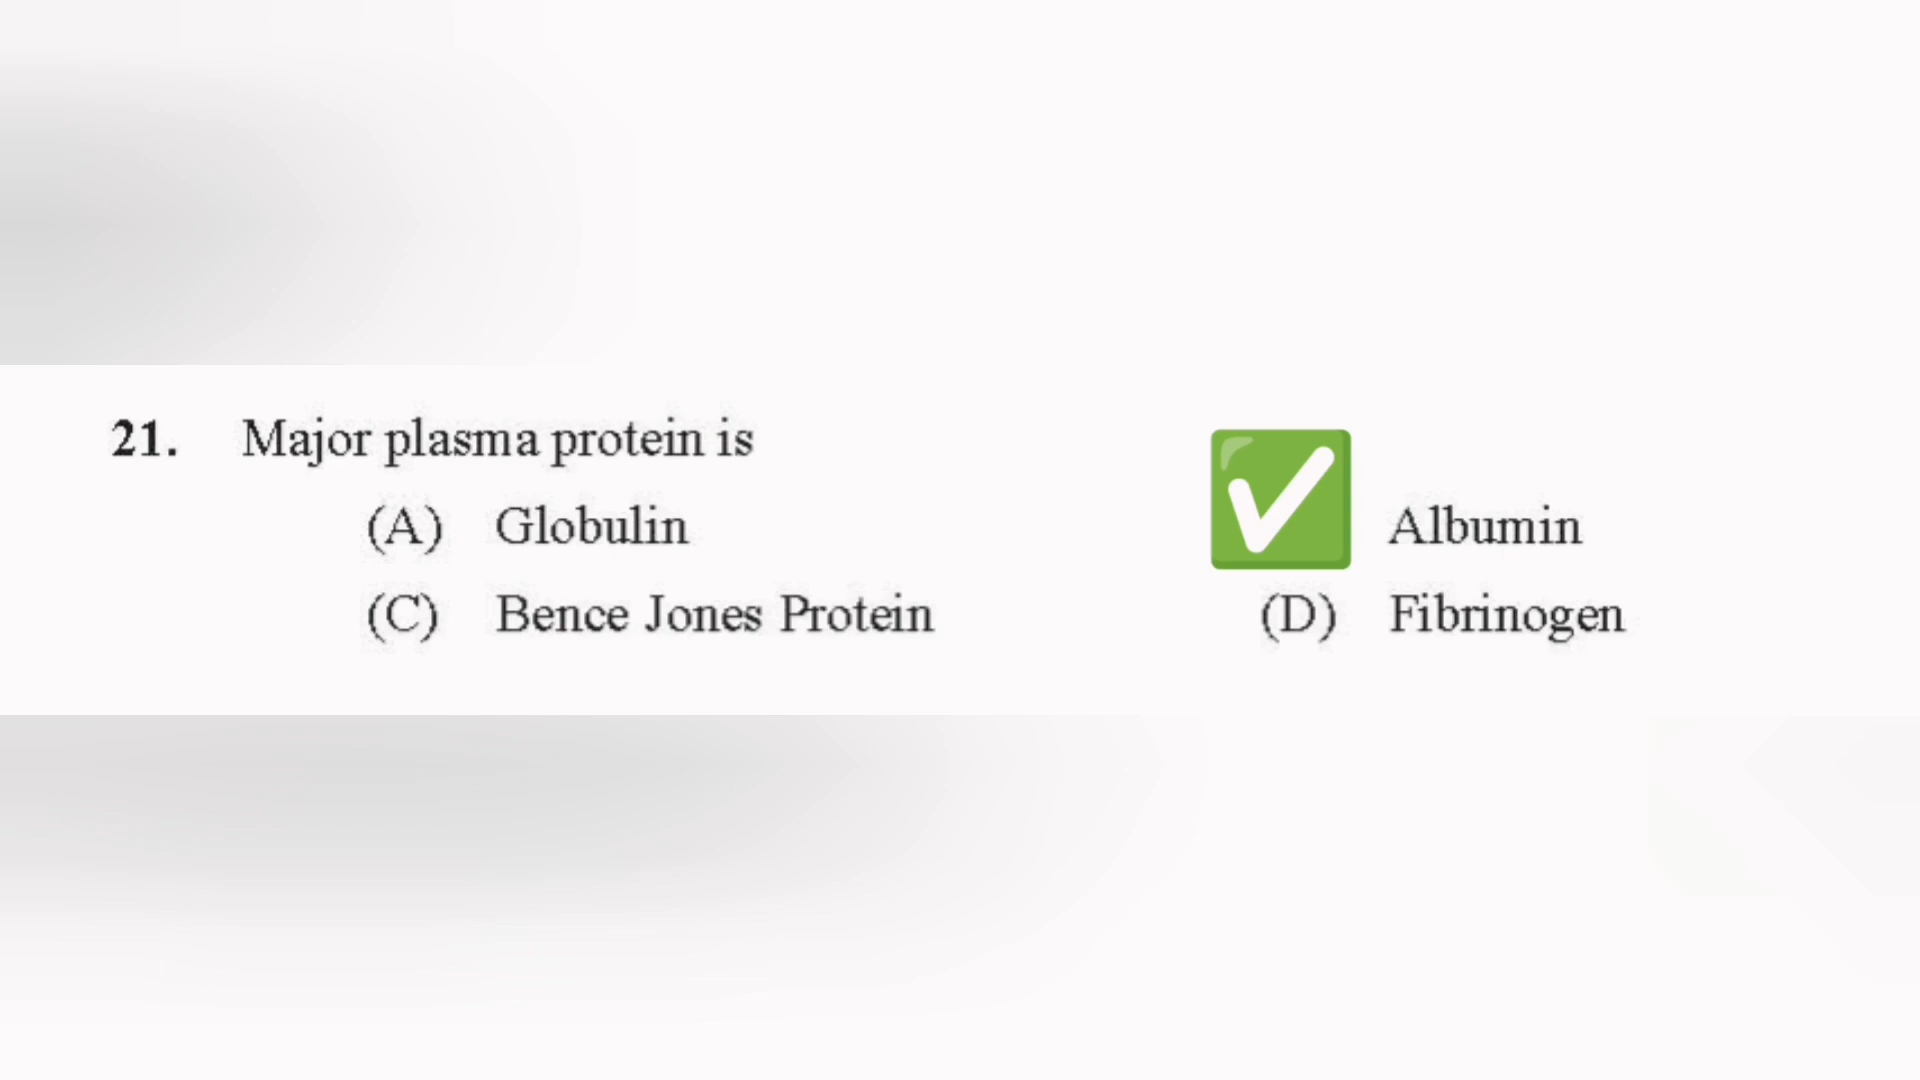 21. Major plasma protein is
(A) Globulin Albumin
(C) Bence Jones Protein (D) Fibrinogen